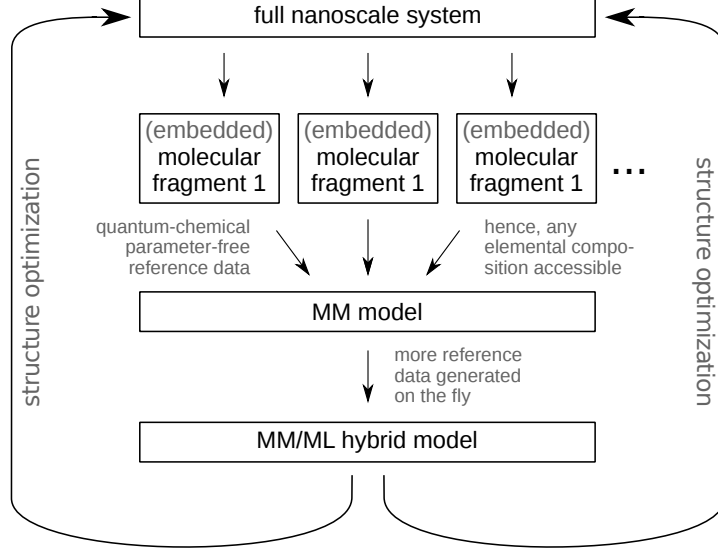 full nanoscale system
(embedded)
molecular
fragment 1
(embedded)
molecular
fragment 1
(embedded)
molecular
fragment 1
...
quantum-chemical
parameter-free
reference data
hence, any
elemental compo-
sition accessible
MM model
more reference
data generated
on the fly
MM/ML hybrid model
structure optimization
structure optimization